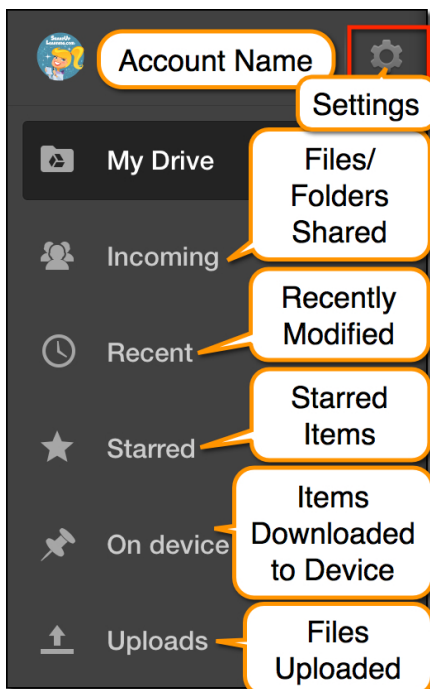 Account Name
Settings
My Drive
Files/
Folders
Shared
Incoming
Recently
Modified
Recent
Starred
Items
Starred
Items
Downloaded
to Device
On device
Files
Uploaded
Uploads